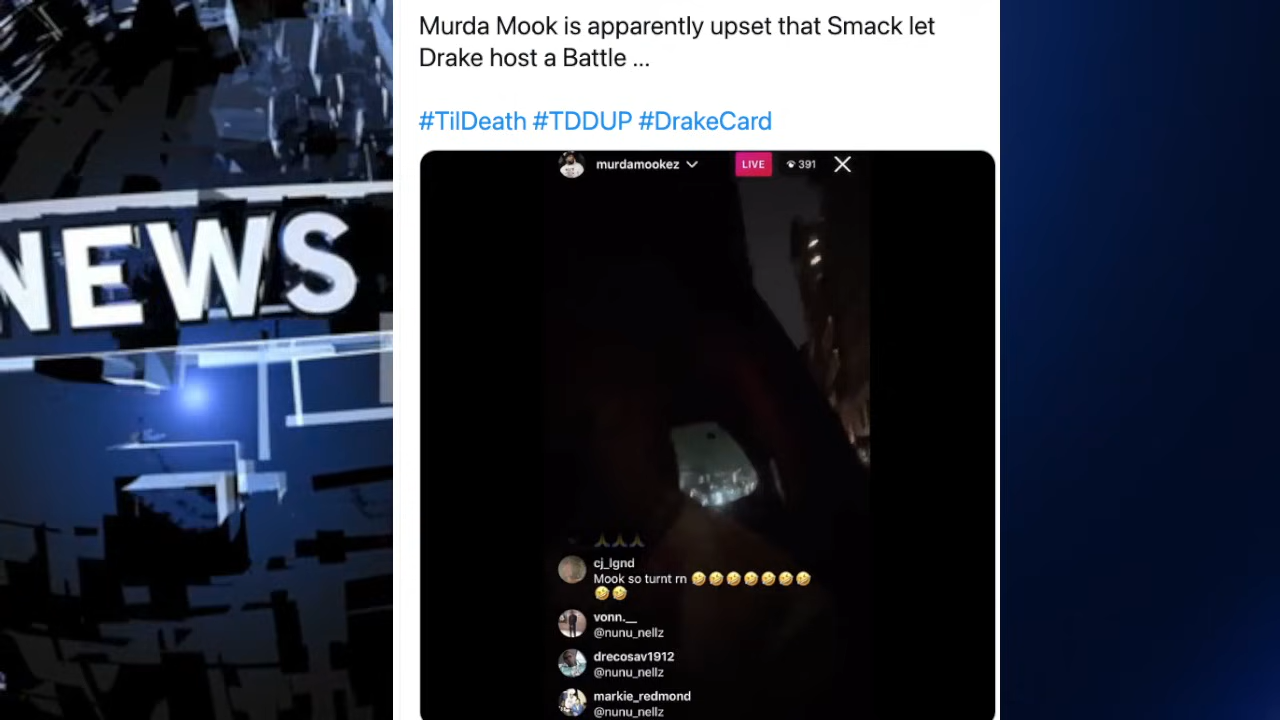 Murda Mook is apparently upset that Smack let
Drake host a Battle ...
#TilDeath #TDDUP #DrakeCard
NEWS
murdamookez LIVE 391
🙏🙏🙏
cj_lgnd
Mook so turnt rn 🤣🤣🤣🤣🤣🤣🤣
🤣🤣
vonn.__
@nunu_nellz
drecosav1912
@nunu_nellz
markie_redmond
@nunu_nellz